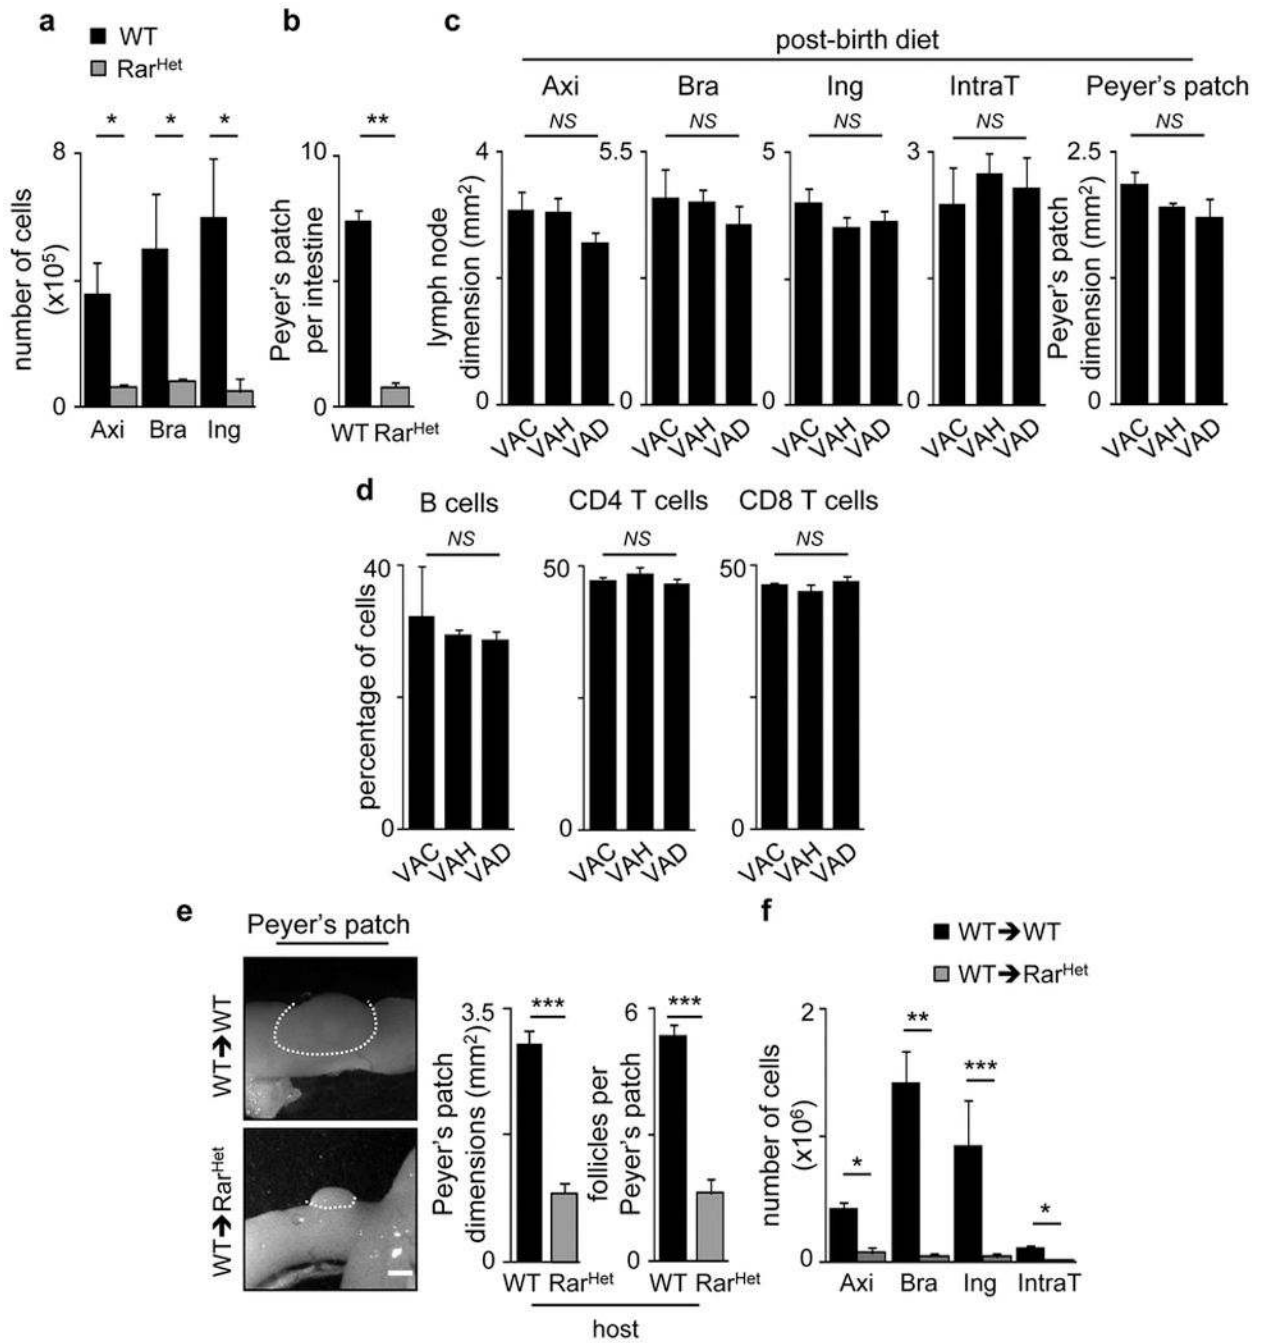 a
WT
Rar^Het
* * *
8
0
number of cells
(x10^5)
Axi Bra Ing
b
**
10
0
Peyer's patch
per intestine
WT Rar^Het
c
post-birth diet
Axi Bra Ing IntraT Peyer's patch
NS NS NS NS NS
4 5.5 5 3 2.5
lymph node
dimension (mm^2)
Peyer's patch
dimension (mm^2)
0 0 0 0 0
VAC VAH VAD VAC VAH VAD VAC VAH VAD VAC VAH VAD VAC VAH VAD
d
B cells CD4 T cells CD8 T cells
NS NS NS
40 50 50
percentage of cells
0 0 0
VAC VAH VAD VAC VAH VAD VAC VAH VAD
e
Peyer's patch
WT➔WT
WT➔Rar^Het
*** ***
3.5 6
Peyer's patch
dimensions (mm^2)
follicles per
Peyer's patch
0 0
WT Rar^Het WT Rar^Het
host
f
WT➔WT
WT➔Rar^Het
2
0
number of cells
(x10^6)
* ** *** *
Axi Bra Ing IntraT